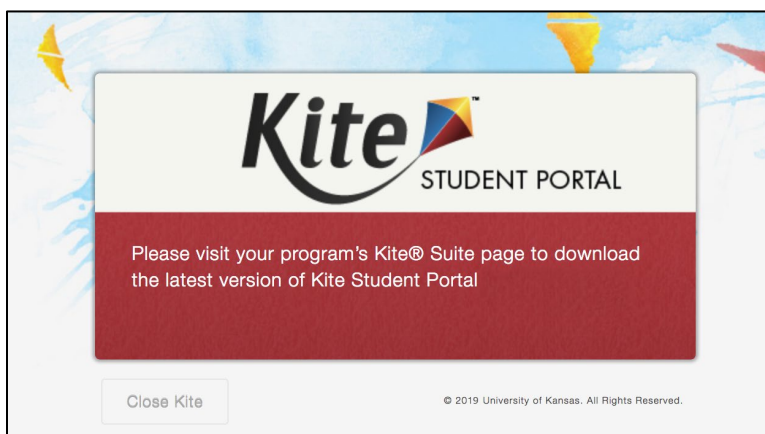 Kite™
STUDENT PORTAL
Please visit your program’s Kite® Suite page to download
the latest version of Kite Student Portal
Close Kite
© 2019 University of Kansas. All Rights Reserved.